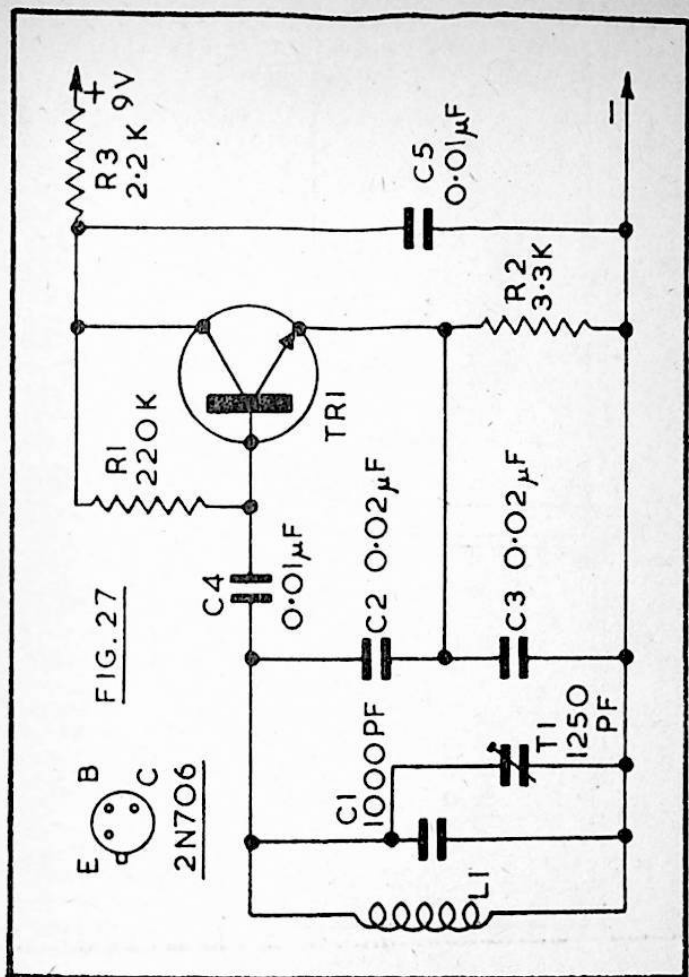 FIG. 27
E B
C
2N706
L1
C1
1000PF
T1
1250
PF
C2 0·02µF
C3 0·02µF
C4
0·01µF
R1
220K
TR1
R2
3·3K
C5
0·01µF
R3
2·2K
+
9V
−